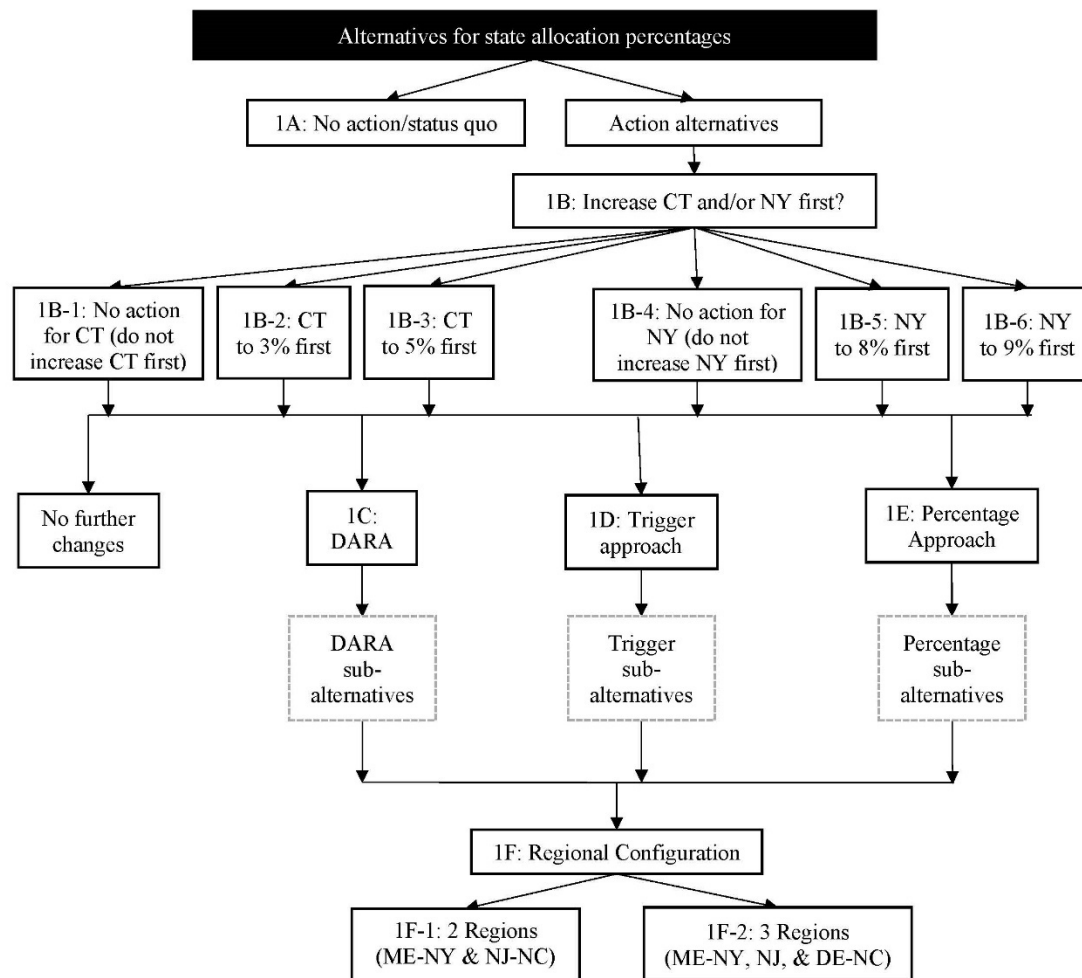 Alternatives for state allocation percentages
1A: No action/status quo
Action alternatives
1B: Increase CT and/or NY first?
1B-1: No action
for CT (do not
increase CT first)
1B-2: CT
to 3% first
1B-3: CT
to 5% first
1B-4: No action for
NY (do not
increase NY first)
1B-5: NY
to 8% first
1B-6: NY
to 9% first
No further
changes
1C:
DARA
1D: Trigger
approach
1E: Percentage
Approach
DARA
sub-
alternatives
Trigger
sub-
alternatives
Percentage
sub-
alternatives
1F: Regional Configuration
1F-1: 2 Regions
(ME-NY & NJ-NC)
1F-2: 3 Regions
(ME-NY, NJ, & DE-NC)